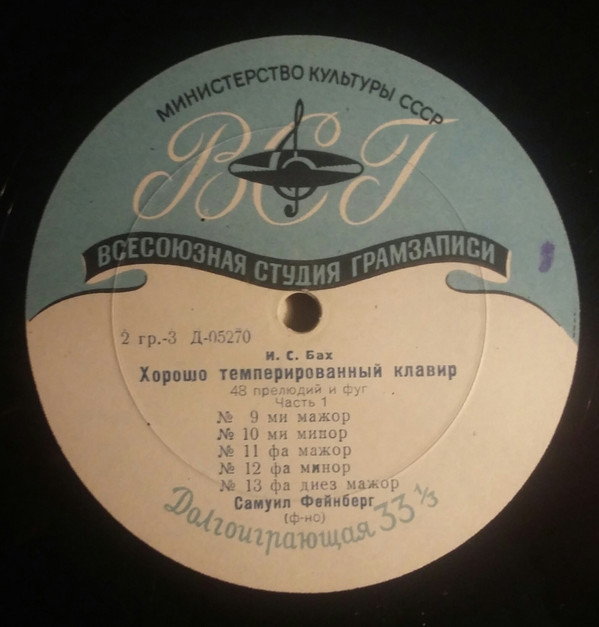 МИНИСТЕРСТВО КУЛЬТУРЫ СССР
ВСГ
ВСЕСОЮЗНАЯ СТУДИЯ ГРАМЗАПИСИ
2 гр.-3 Д-05270
И. С. Бах
Хорошо темперированный клавир
48 прелюдий и фуг
Часть 1
№ 9 ми мажор
№ 10 ми минор
№ 11 фа мажор
№ 12 фа минор
№ 13 фа диез мажор
Самуил Фейнберг
(ф-но)
Долгоиграющая 33⅓